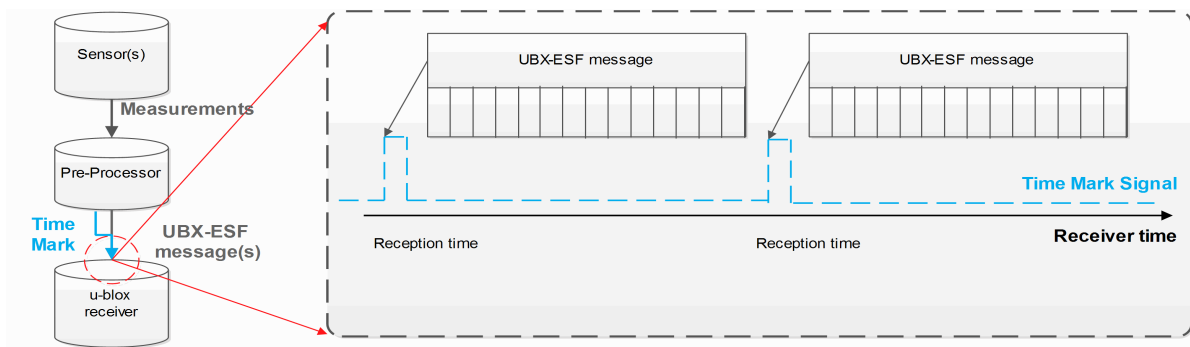 Sensor(s)
Measurements
Pre-Processor
Time
Mark
UBX-ESF
message(s)
u-blox
receiver
UBX-ESF message
UBX-ESF message
Time Mark Signal
Receiver time
Reception time
Reception time